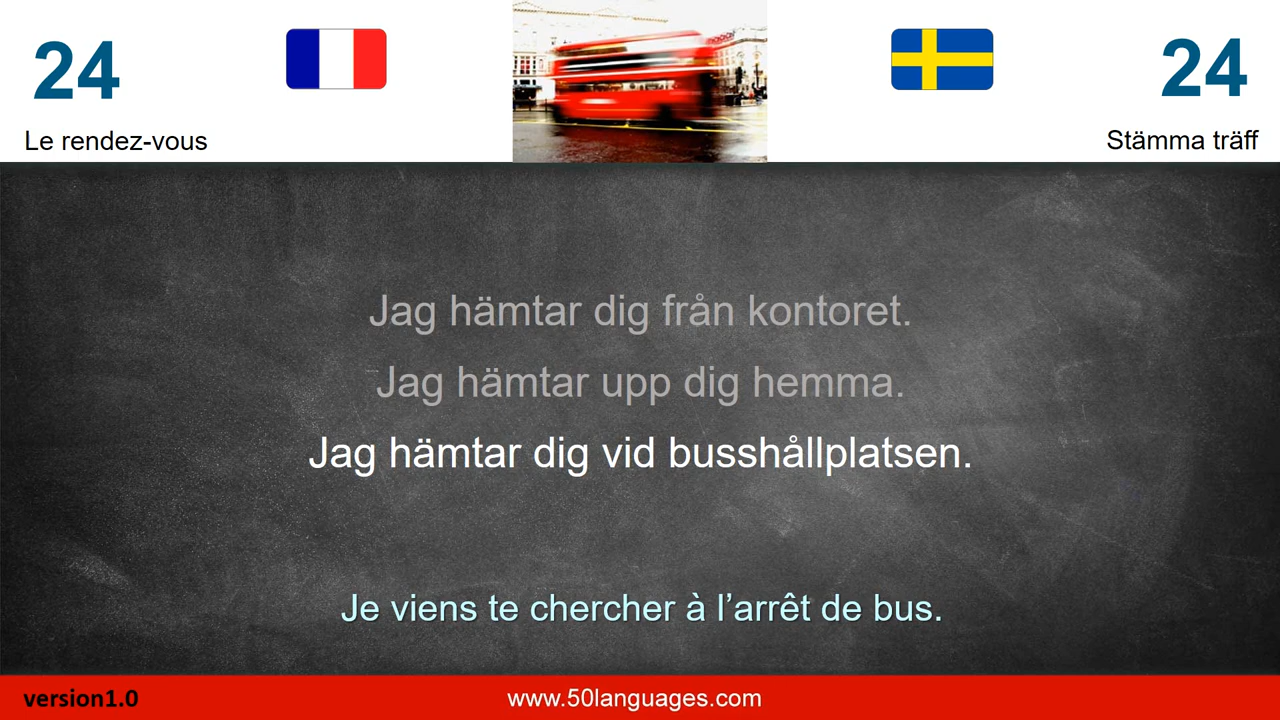 24
24
Le rendez-vous
Stämma träff
Jag hämtar dig från kontoret.
Jag hämtar upp dig hemma.
Jag hämtar dig vid busshållplatsen.
Je viens te chercher à l’arrêt de bus.
version1.0
www.50languages.com